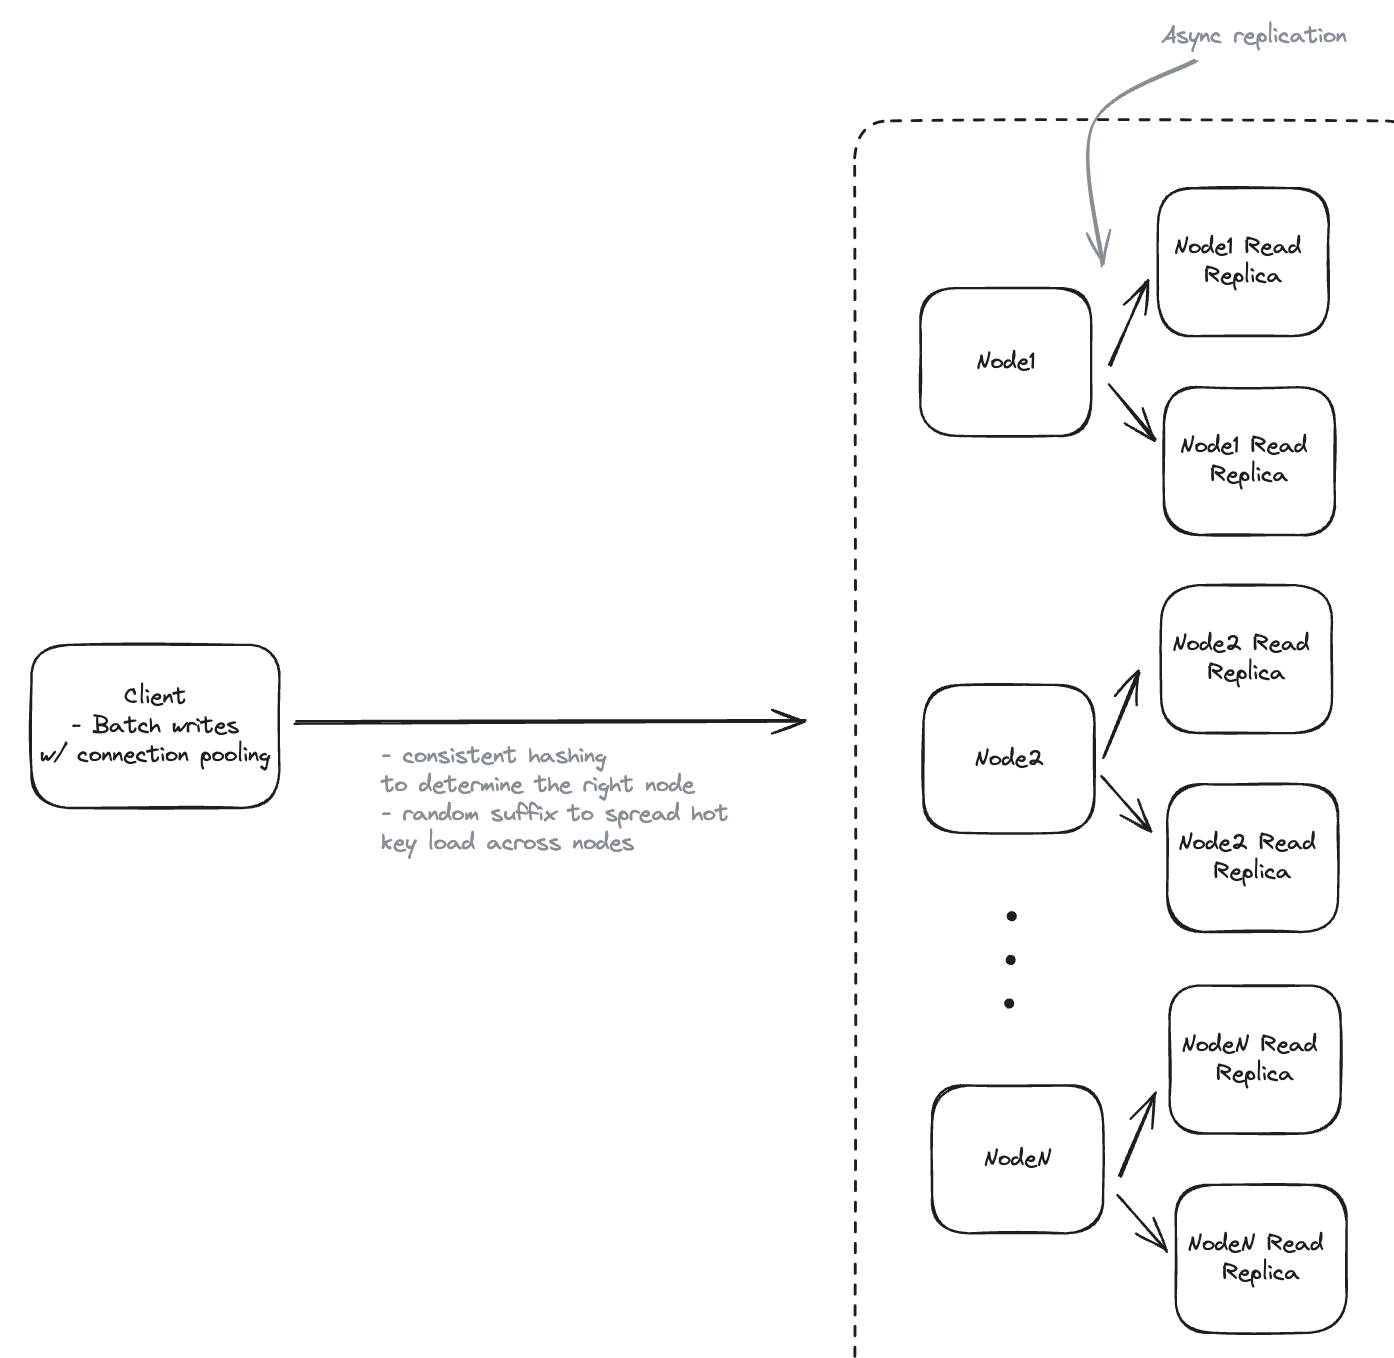 Async replication
Node1 Read
Replica
Node1
Node1 Read
Replica
Client
- Batch writes
w/ connection pooling
- consistent hashing
to determine the right node
- random suffix to spread hot
key load across nodes
Node2 Read
Replica
Node2
Node2 Read
Replica
NodeN Read
Replica
NodeN
NodeN Read
Replica